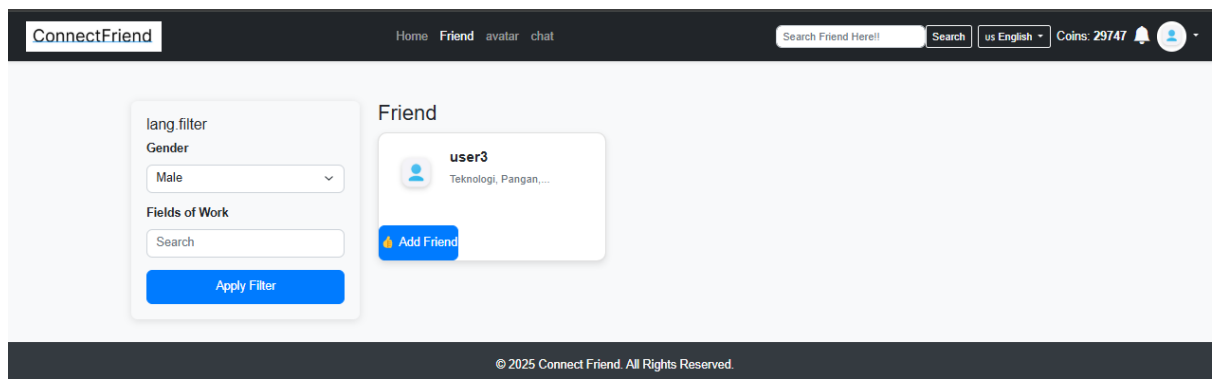 ConnectFriend
Home Friend avatar chat
Search Friend Here!! Search us English Coins: 29747
lang.filter
Gender
Male
Fields of Work
Search
Apply Filter
Friend
user3
Teknologi, Pangan,...
👍 Add Friend
© 2025 Connect Friend. All Rights Reserved.